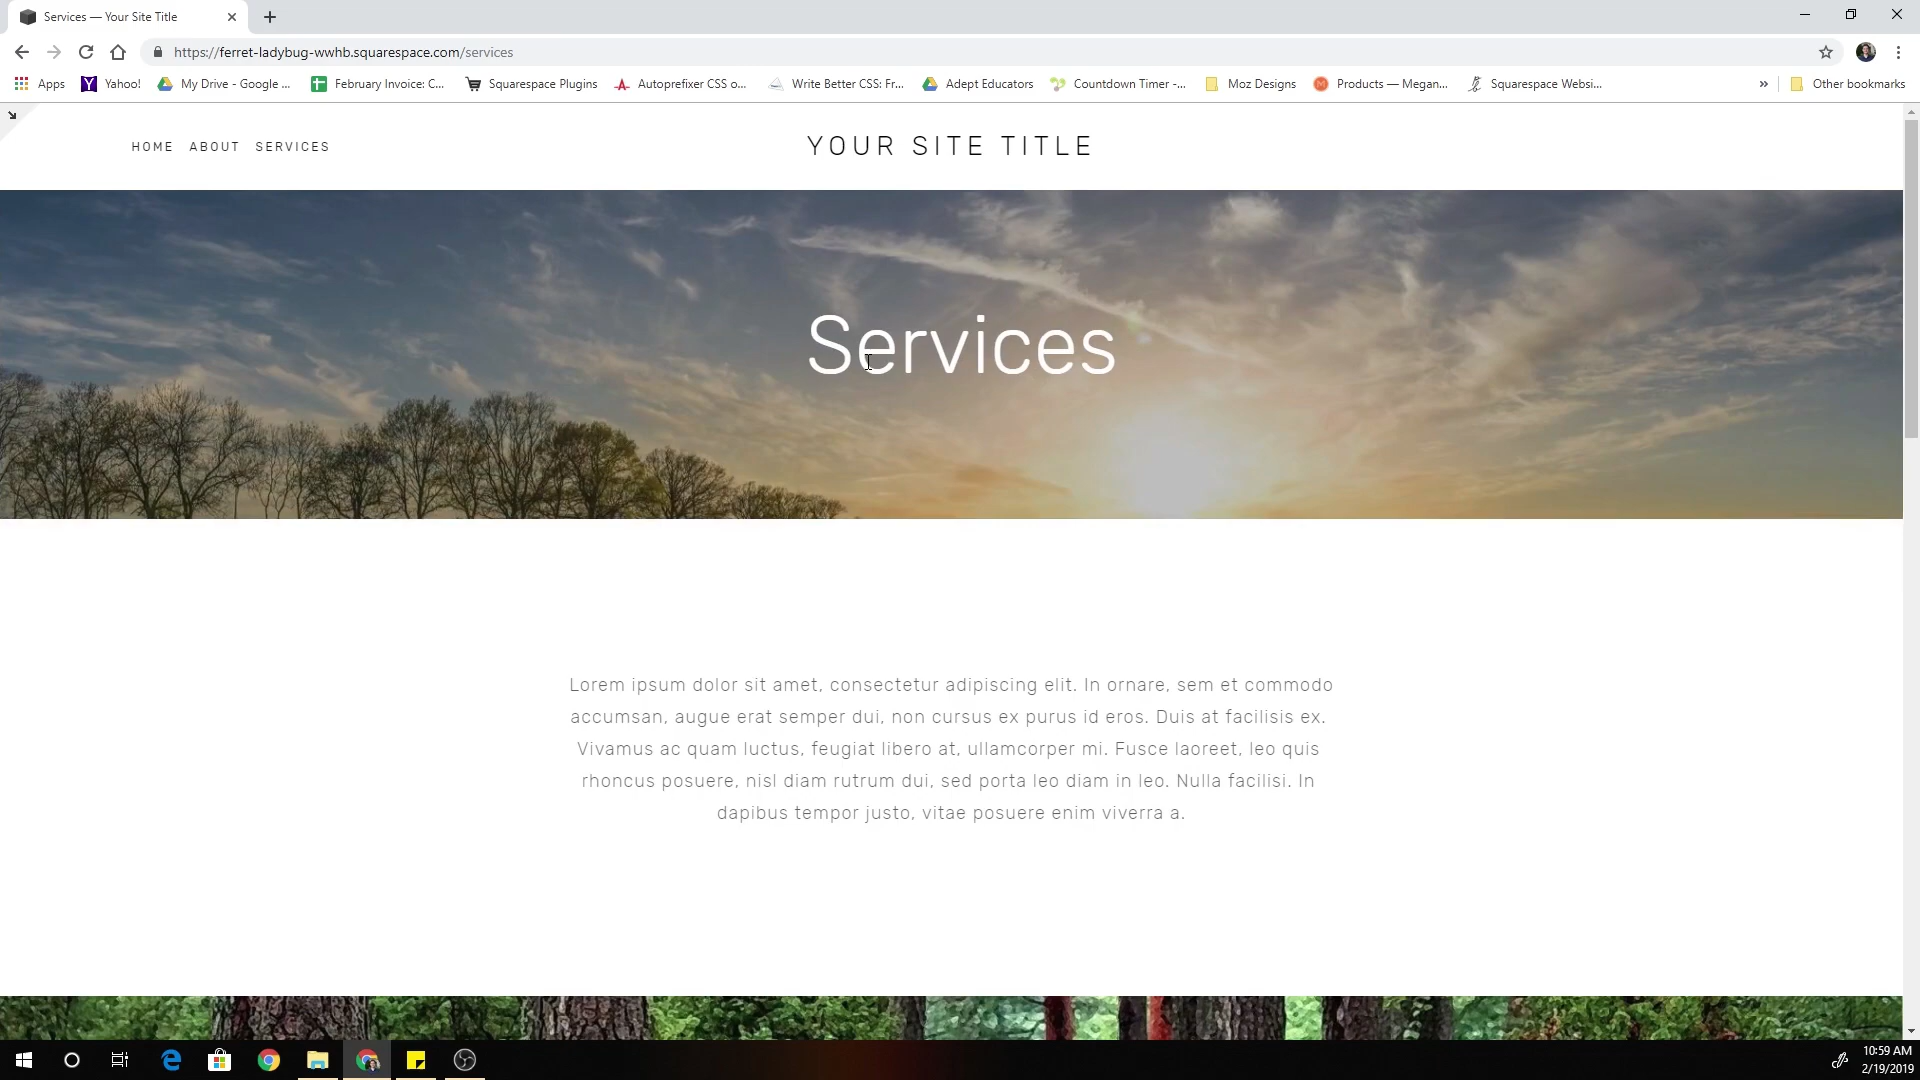 Services — Your Site Title
https://ferret-ladybug-wwhb.squarespace.com/services
Apps Yahoo! My Drive - Google ... February Invoice: C... Squarespace Plugins Autoprefixer CSS o... Write Better CSS: Fr... Adept Educators Countdown Timer -... Moz Designs Products — Megan... Squarespace Websi... » Other bookmarks
HOME ABOUT SERVICES YOUR SITE TITLE
Services
Lorem ipsum dolor sit amet, consectetur adipiscing elit. In ornare, sem et commodo
accumsan, augue erat semper dui, non cursus ex purus id eros. Duis at facilisis ex.
Vivamus ac quam luctus, feugiat libero at, ullamcorper mi. Fusce laoreet, leo quis
rhoncus posuere, nisl diam rutrum dui, sed porta leo diam in leo. Nulla facilisi. In
dapibus tempor justo, vitae posuere enim viverra a.
10:59 AM
2/19/2019